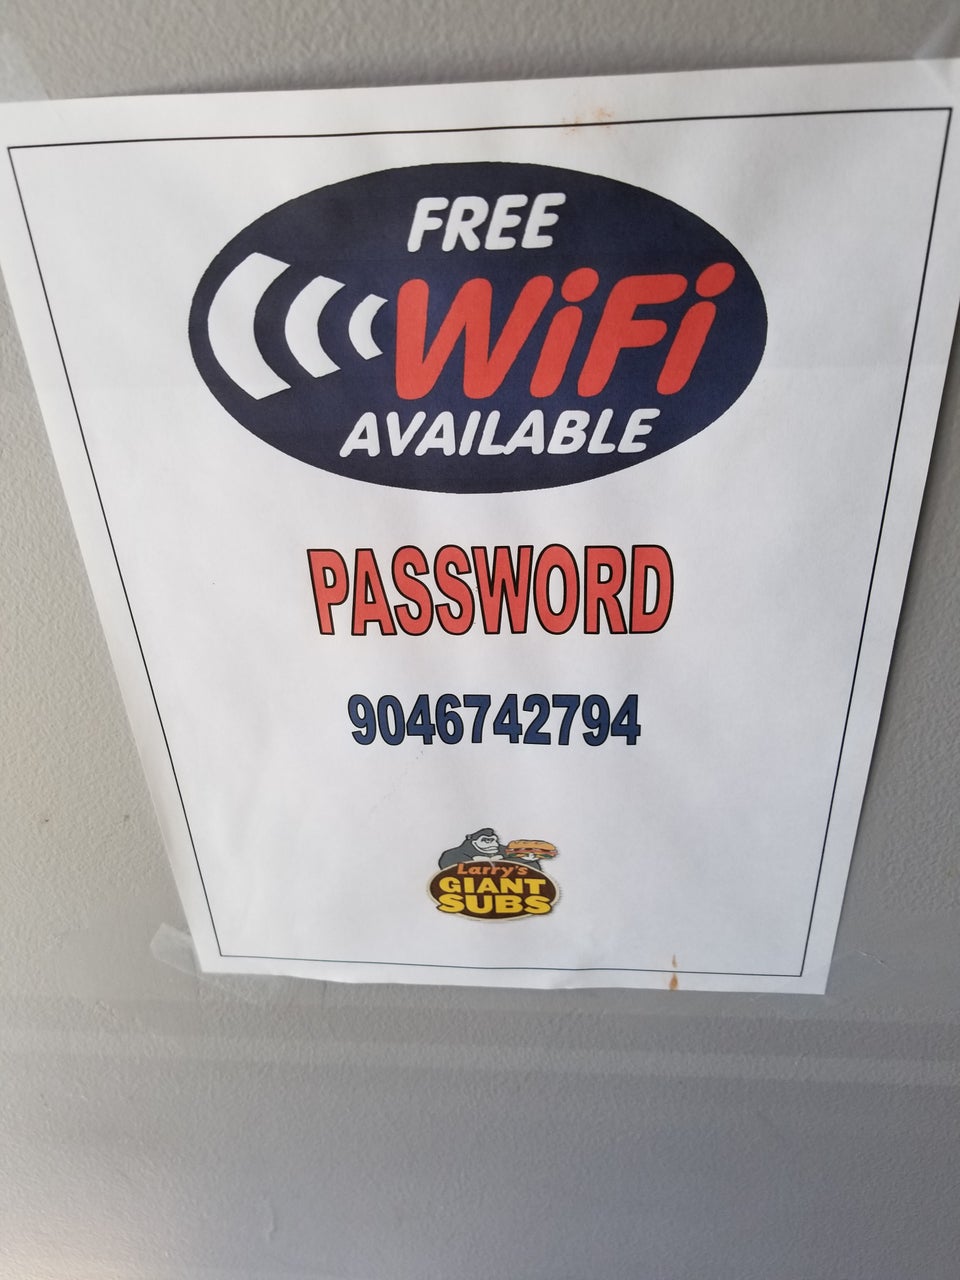 FREE
WiFi
AVAILABLE
PASSWORD
9046742794
Larry's
GIANT
SUBS